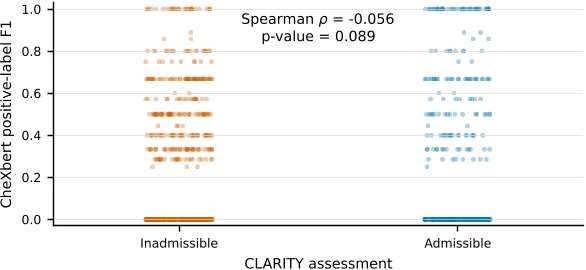 CheXbert positive-label F1
1.0
0.8
0.6
0.4
0.2
0.0
Spearman ρ = -0.056
p-value = 0.089
Inadmissible
Admissible
CLARITY assessment